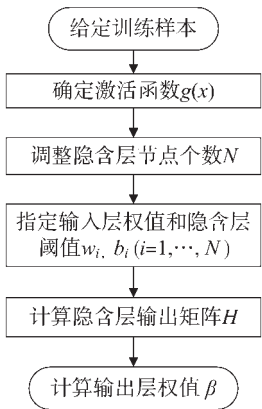 给定训练样本
确定激活函数g(x)
调整隐含层节点个数N
指定输入层权值和隐含层
阈值wi, bi (i=1,…, N)
计算隐含层输出矩阵H
计算输出层权值 β